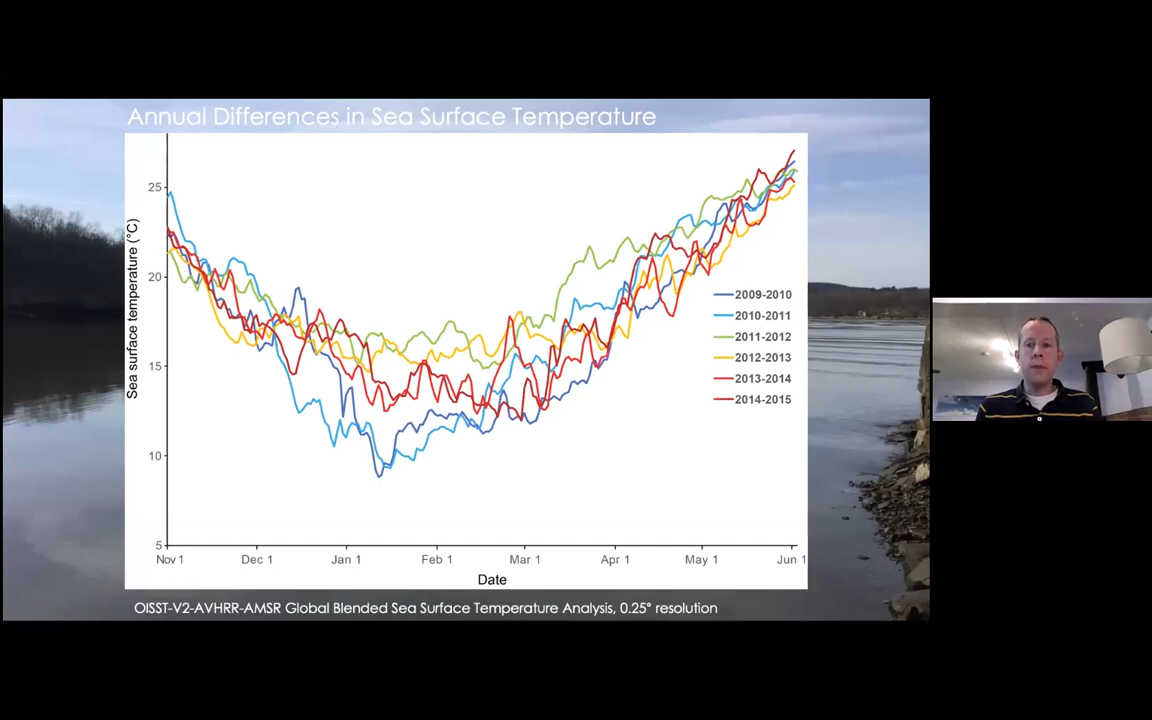 Annual Differences in Sea Surface Temperature
Sea surface temperature (°C)
25
20
15
10
5
Nov 1
Dec 1
Jan 1
Feb 1
Mar 1
Apr 1
May 1
Jun 1
Date
2009-2010
2010-2011
2011-2012
2012-2013
2013-2014
2014-2015
OISST-V2-AVHRR-AMSR Global Blended Sea Surface Temperature Analysis, 0.25° resolution